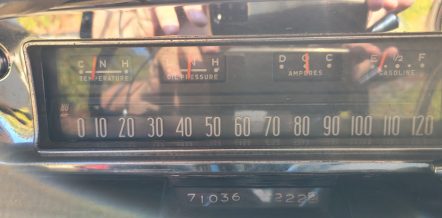 C N H
TEMPERATURE
N H
OIL PRESSURE
D C
AMPERES
E 1/2 F
GASOLINE
0 10 20 30 40 50 60 70 80 90 100 110 120
71036 2222